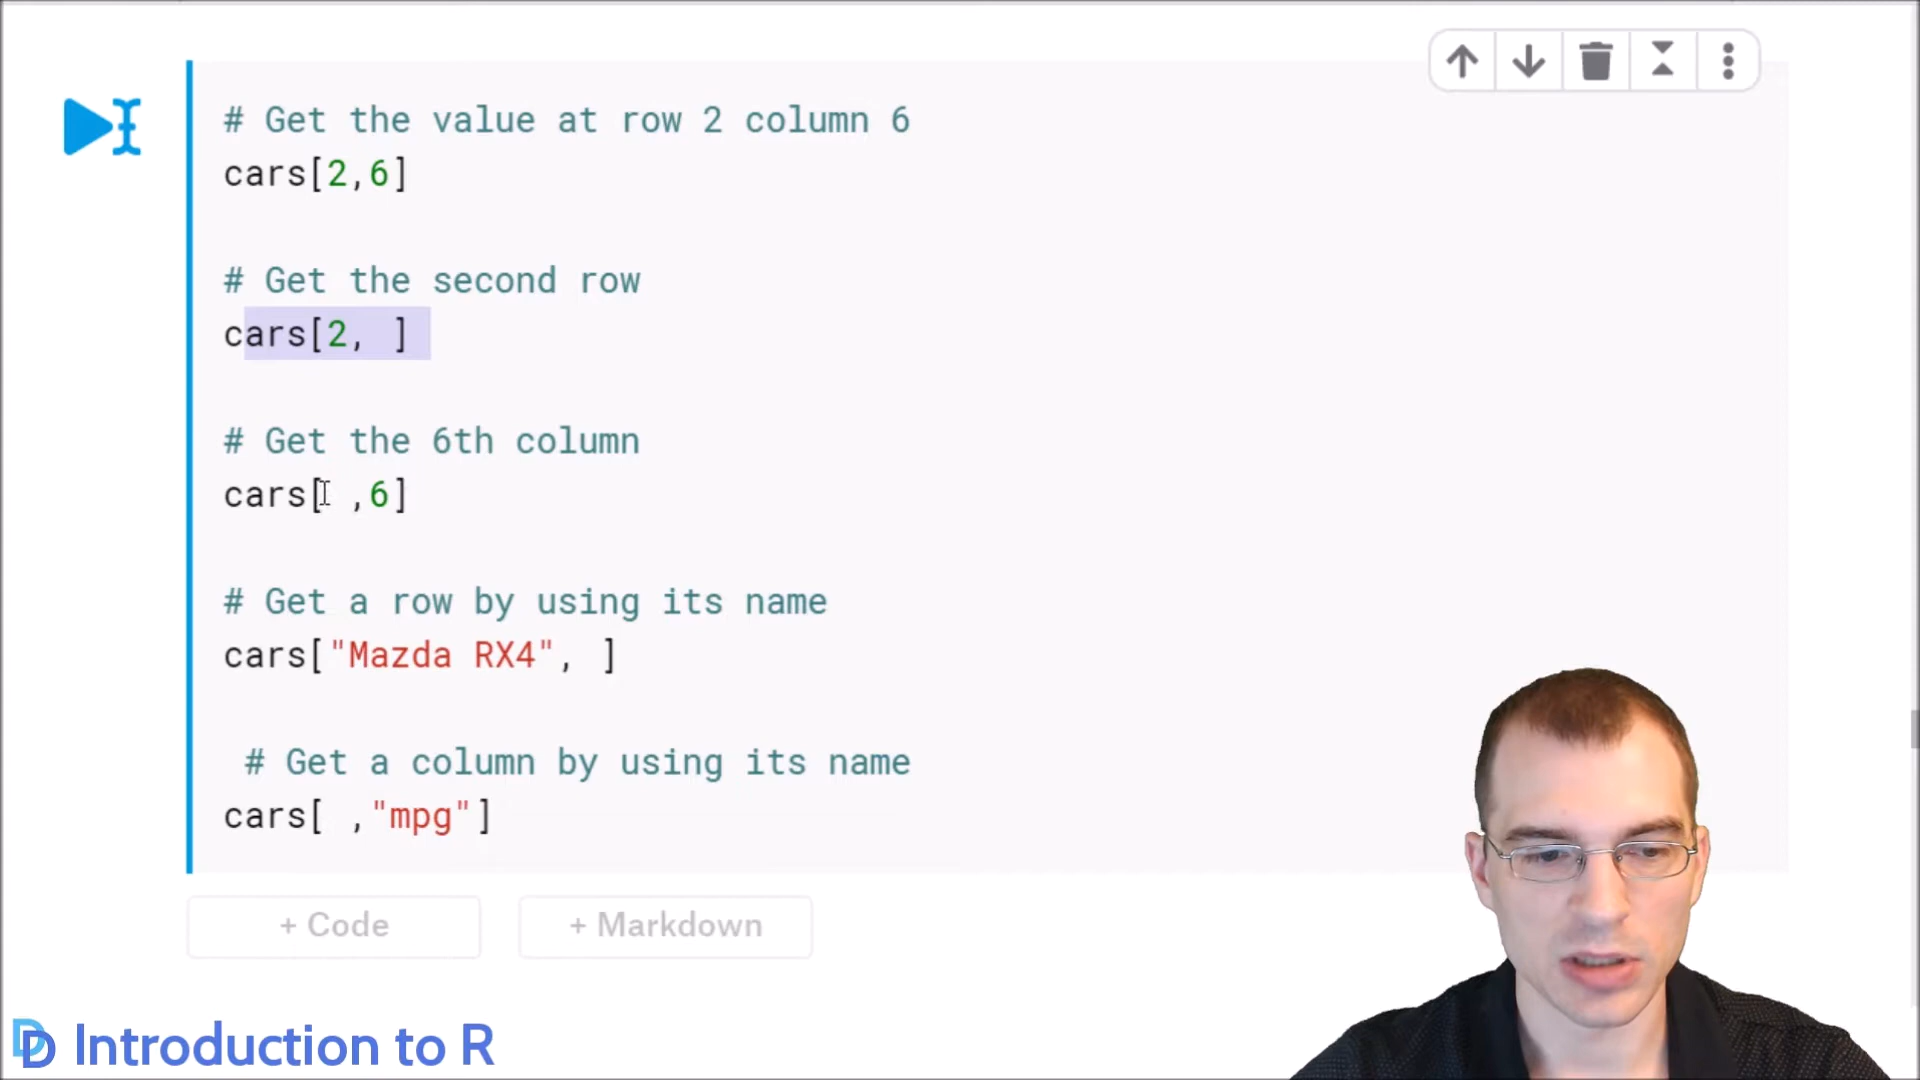 # Get the value at row 2 column 6
cars[2,6]
# Get the second row
cars[2, ]
# Get the 6th column
cars[ ,6]
# Get a row by using its name
cars["Mazda RX4", ]
# Get a column by using its name
cars[ ,"mpg"]
+ Code
+ Markdown
D Introduction to R